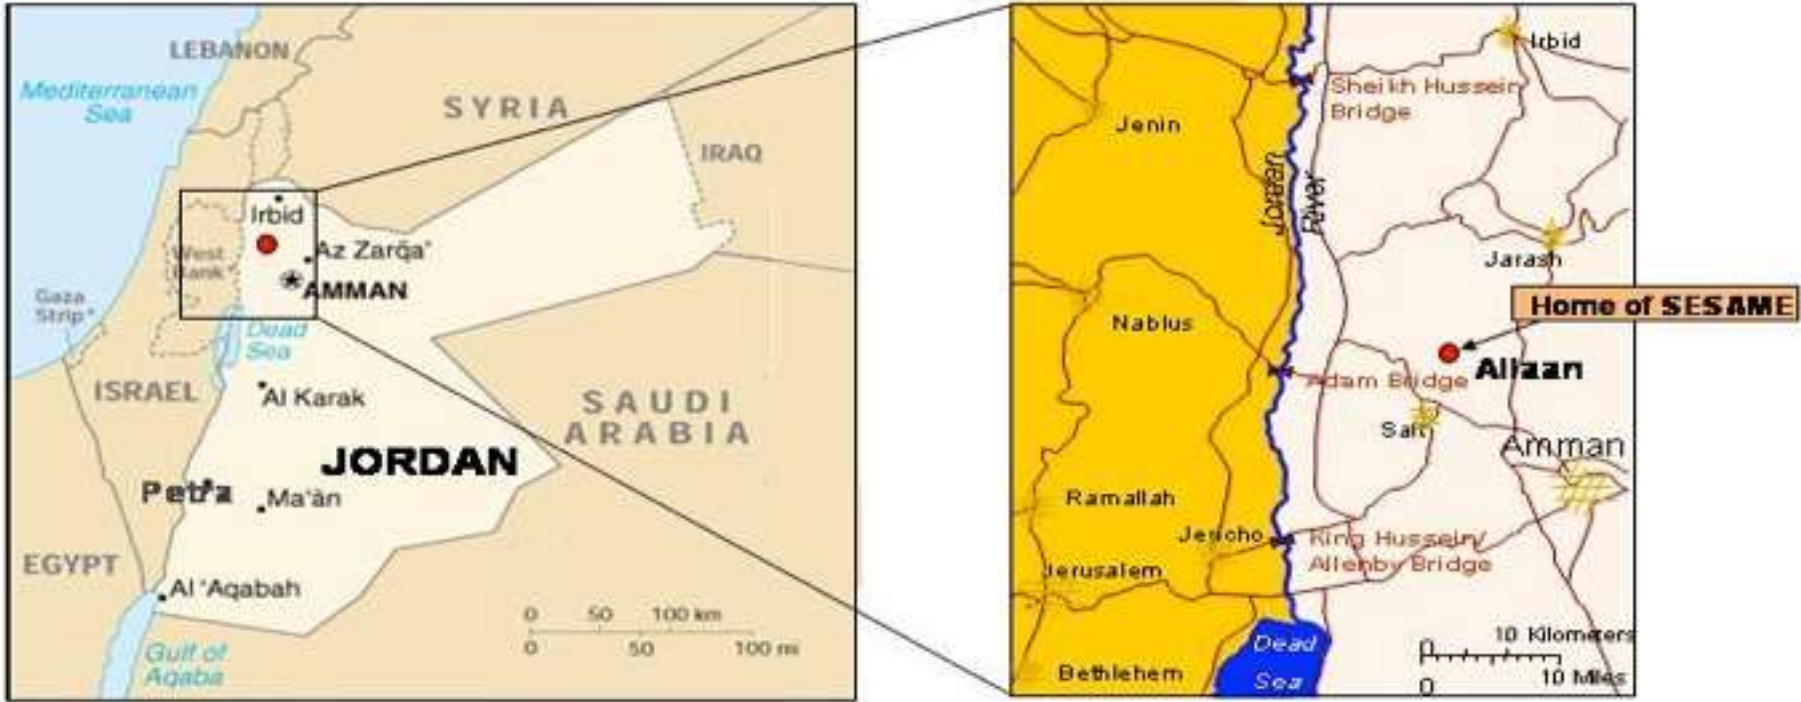 LEBANON
Mediterranean
Sea
SYRIA
IRAQ
Irbid
West
Bank
Az Zarqa'
AMMAN
Gaza
Strip
Dead
Sea
ISRAEL
Al Karak
SAUDI
ARABIA
JORDAN
Petra
Ma'ān
EGYPT
Al 'Aqabah
0 50 100 km
0 50 100 mi
Gulf of
Aqaba
Irbid
Sheikh Hussein
Bridge
Jenin
Jordan
River
Jarash
Home of SESAME
Nablus
Allaan
Adam Bridge
Salt
Amman
Ramallah
Jericho
King Hussein/
Allenby Bridge
Jerusalem
Dead
Sea
Bethlehem
0 10 Kilometers
0 10 Miles